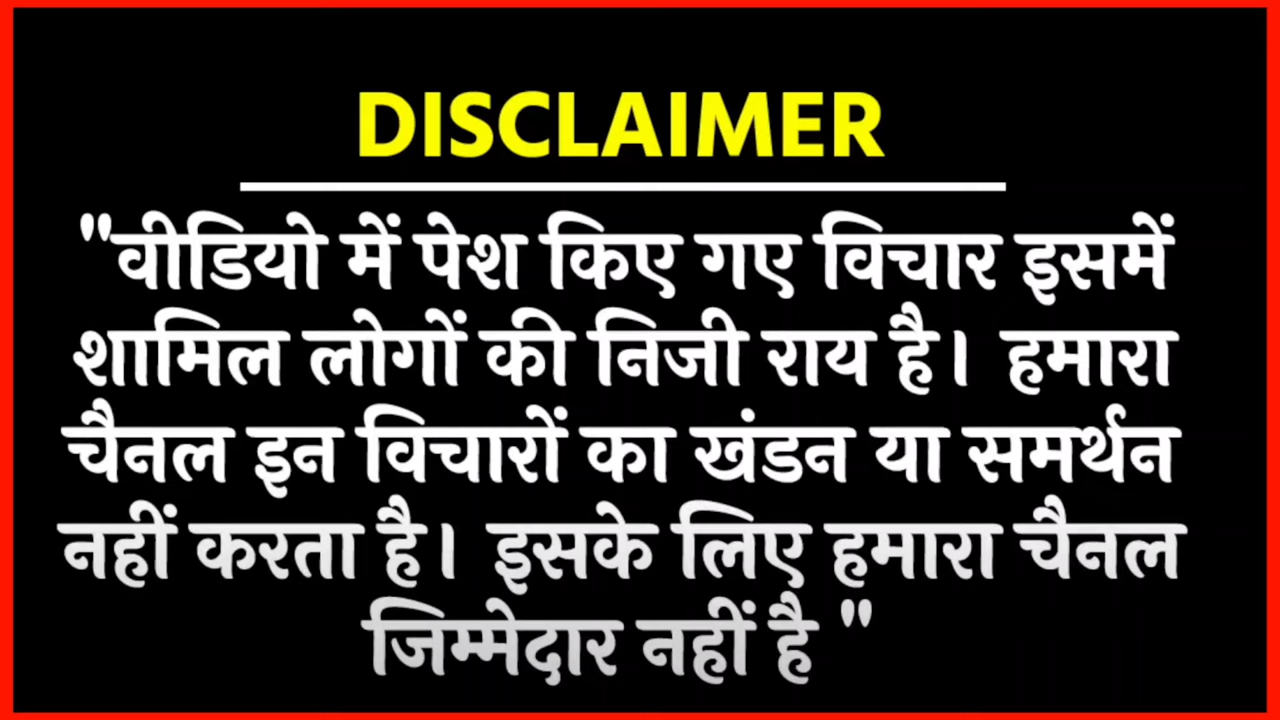 DISCLAIMER
"वीडियो में पेश किए गए विचार इसमें
शामिल लोगों की निजी राय है। हमारा
चैनल इन विचारों का खंडन या समर्थन
नहीं करता है। इसके लिए हमारा चैनल
जिम्मेदार नहीं है "